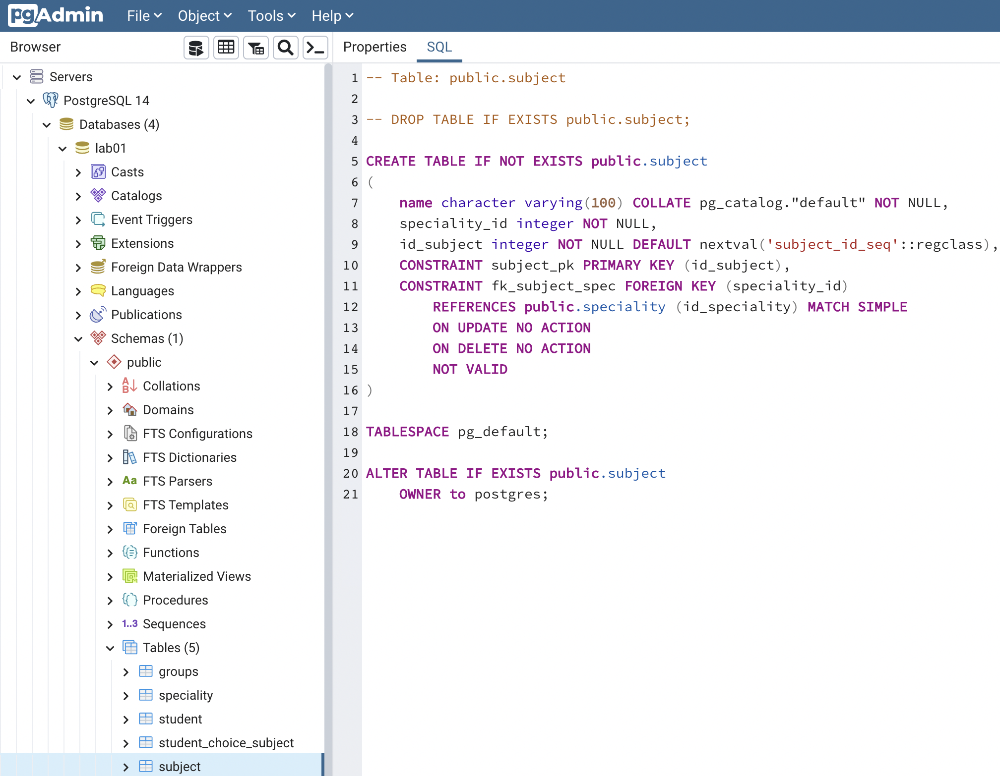 pgAdmin File Object Tools Help
Browser
Properties SQL
Servers
PostgreSQL 14
Databases (4)
lab01
Casts
Catalogs
Event Triggers
Extensions
Foreign Data Wrappers
Languages
Publications
Schemas (1)
public
AB Collations
Domains
FTS Configurations
FTS Dictionaries
Aa FTS Parsers
FTS Templates
Foreign Tables
Functions
Materialized Views
Procedures
1..3 Sequences
Tables (5)
groups
speciality
student
student_choice_subject
subject
1 -- Table: public.subject
2
3 -- DROP TABLE IF EXISTS public.subject;
4
5 CREATE TABLE IF NOT EXISTS public.subject
6 (
7 name character varying(100) COLLATE pg_catalog."default" NOT NULL,
8 speciality_id integer NOT NULL,
9 id_subject integer NOT NULL DEFAULT nextval('subject_id_seq'::regclass),
10 CONSTRAINT subject_pk PRIMARY KEY (id_subject),
11 CONSTRAINT fk_subject_spec FOREIGN KEY (speciality_id)
12 REFERENCES public.speciality (id_speciality) MATCH SIMPLE
13 ON UPDATE NO ACTION
14 ON DELETE NO ACTION
15 NOT VALID
16 )
17
18 TABLESPACE pg_default;
19
20 ALTER TABLE IF EXISTS public.subject
21 OWNER to postgres;